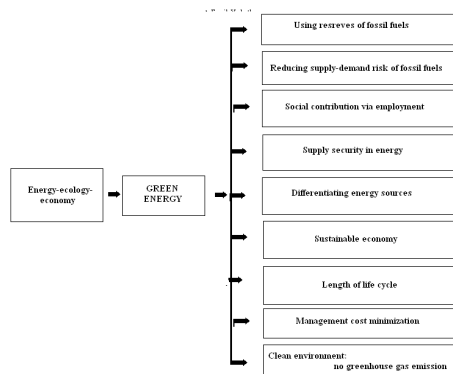 Using resreves of fossil fuels
Reducing supply-demand risk of fossil fuels
Social contribution via employment
Supply security in energy
Energy-ecology-
economy
GREEN
ENERGY
Differentiating energy sources
Sustainable economy
Length of life cycle
Management cost minimization
Clean environment:
no greenhouse gas emission